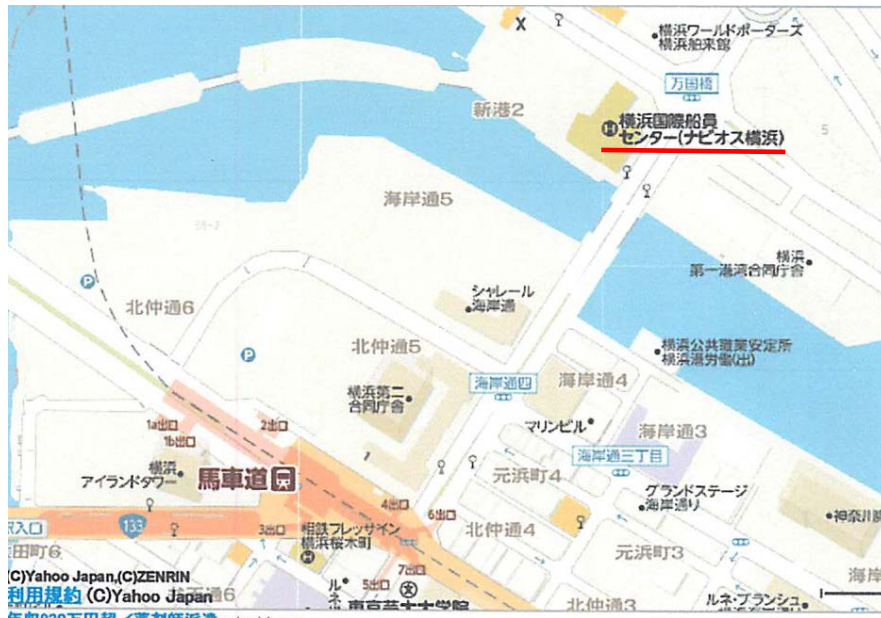 X
横浜ワールドポーターズ
横浜舶来館
万国橋
新港2
横浜国際船員
センター(ナビオス横浜)
5
海岸通5
横浜
第一港湾合同庁舎
シャレール
海岸通
北仲通6
P
北仲通5
横浜公共職業安定所
横浜港労働(出)
P
海岸通四
海岸通4
横浜第二
合同庁舎
マリンビル
海岸通3
1a出口
2出口
1b出口
海岸通三丁目
横浜
アイランドタワー
馬車道
元浜町4
グランドステージ
海岸通り
4出口
6出口
133
3出口
相鉄フレッサイン
横浜桜木町
北仲通4
元浜町3
7出口
5出口
北仲通3
ルネ・ブランシュ
(C)Yahoo Japan,(C)ZENRIN
利用規約 (C)Yahoo Japan